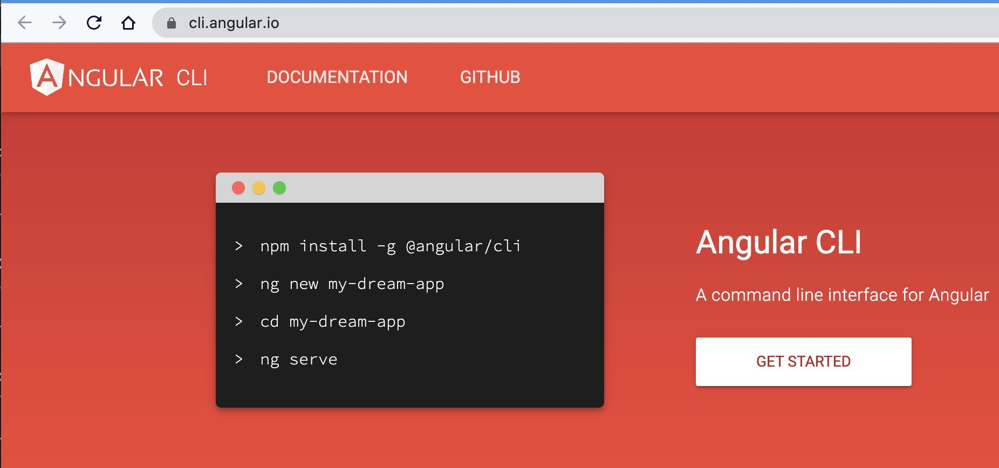 cli.angular.io
ANGULAR CLI DOCUMENTATION GITHUB
> npm install -g @angular/cli
> ng new my-dream-app
> cd my-dream-app
> ng serve
Angular CLI
A command line interface for Angular
GET STARTED